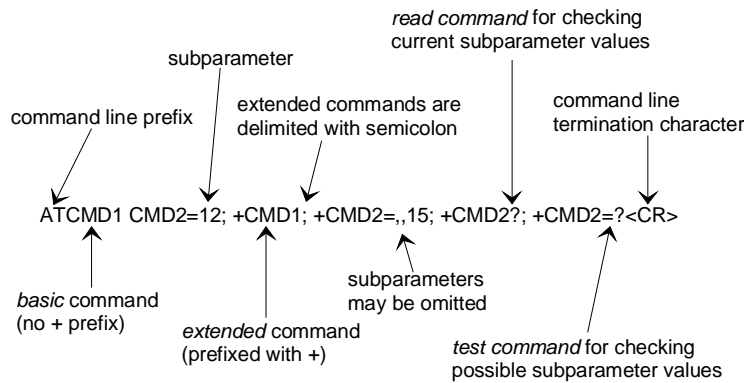 read command for checking
current subparameter values
subparameter
extended commands are
delimited with semicolon
command line
termination character
command line prefix
ATCMD1 CMD2=12; +CMD1; +CMD2=,,15; +CMD2?; +CMD2=?<CR>
basic command
(no + prefix)
extended command
(prefixed with +)
subparameters
may be omitted
test command for checking
possible subparameter values